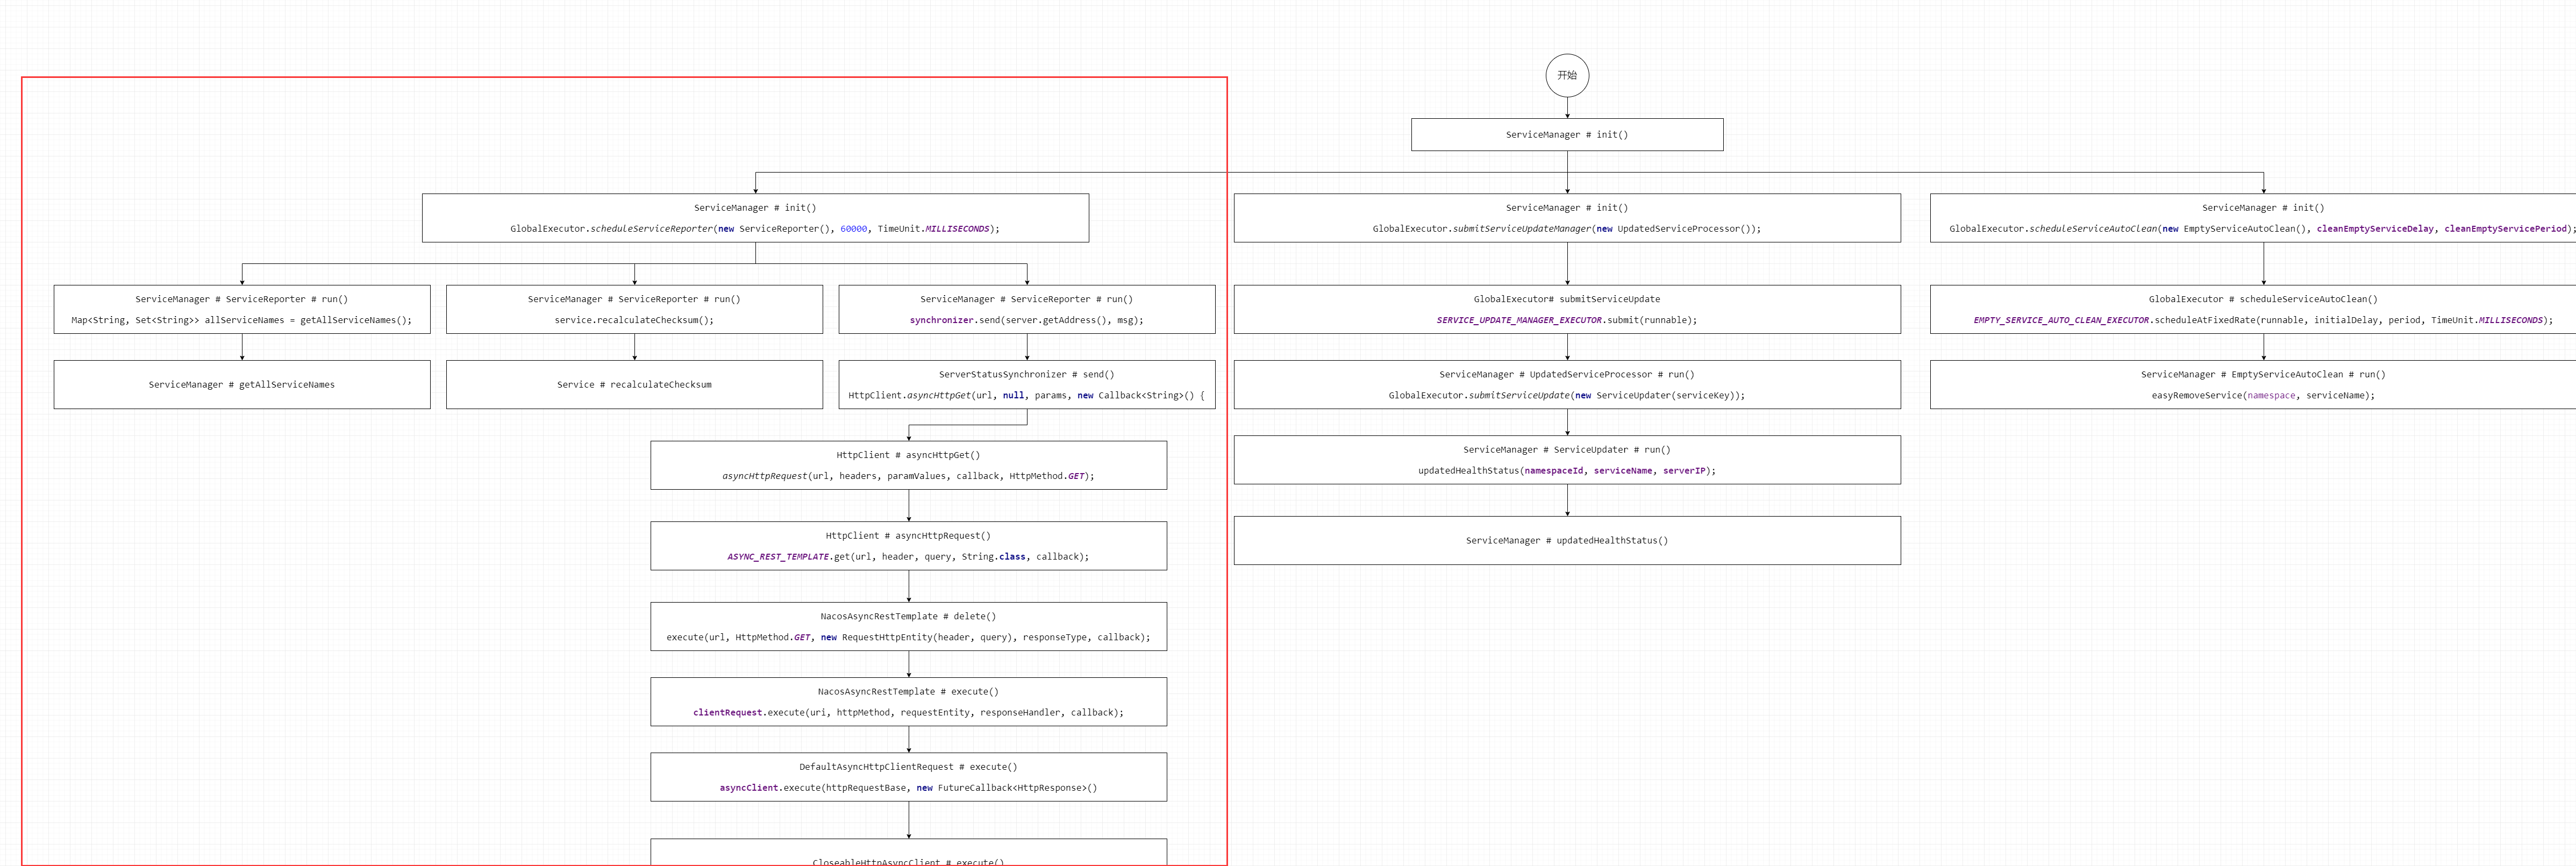 开始
ServiceManager # init()
ServiceManager # init()
GlobalExecutor.scheduleServiceReporter(new ServiceReporter(), 60000, TimeUnit.MILLISECONDS);
ServiceManager # init()
GlobalExecutor.submitServiceUpdateManager(new UpdatedServiceProcessor());
ServiceManager # init()
GlobalExecutor.scheduleServiceAutoClean(new EmptyServiceAutoClean(), cleanEmptyServiceDelay, cleanEmptyServicePeriod);
ServiceManager # ServiceReporter # run()
Map<String, Set<String>> allServiceNames = getAllServiceNames();
ServiceManager # ServiceReporter # run()
service.recalculateChecksum();
ServiceManager # ServiceReporter # run()
synchronizer.send(server.getAddress(), msg);
GlobalExecutor# submitServiceUpdate
SERVICE_UPDATE_MANAGER_EXECUTOR.submit(runnable);
GlobalExecutor # scheduleServiceAutoClean()
EMPTY_SERVICE_AUTO_CLEAN_EXECUTOR.scheduleAtFixedRate(runnable, initialDelay, period, TimeUnit.MILLISECONDS);
ServiceManager # getAllServiceNames
Service # recalculateChecksum
ServerStatusSynchronizer # send()
HttpClient.asyncHttpGet(url, null, params, new Callback<String>() {
ServiceManager # UpdatedServiceProcessor # run()
GlobalExecutor.submitServiceUpdate(new ServiceUpdater(serviceKey));
ServiceManager # EmptyServiceAutoClean # run()
easyRemoveService(namespace, serviceName);
HttpClient # asyncHttpGet()
asyncHttpRequest(url, headers, paramValues, callback, HttpMethod.GET);
ServiceManager # ServiceUpdater # run()
updatedHealthStatus(namespaceId, serviceName, serverIP);
HttpClient # asyncHttpRequest()
ASYNC_REST_TEMPLATE.get(url, header, query, String.class, callback);
ServiceManager # updatedHealthStatus()
NacosAsyncRestTemplate # delete()
execute(url, HttpMethod.GET, new RequestHttpEntity(header, query), responseType, callback);
NacosAsyncRestTemplate # execute()
clientRequest.execute(uri, httpMethod, requestEntity, responseHandler, callback);
DefaultAsyncHttpClientRequest # execute()
asyncClient.execute(httpRequestBase, new FutureCallback<HttpResponse>()
CloseableHttpAsyncClient # execute()